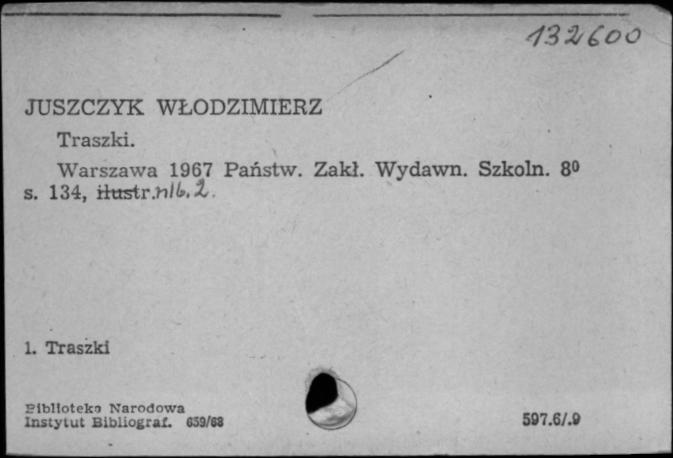 132600
JUSZCZYK WŁODZIMIERZ
Traszki.
Warszawa 1967 Państw. Zakł. Wydawn. Szkoln. 8⁰
s. 134, ilustr. nlb. 2.
1. Traszki
Biblioteka Narodowa
Instytut Bibliograf. 659/68
597.6/.9